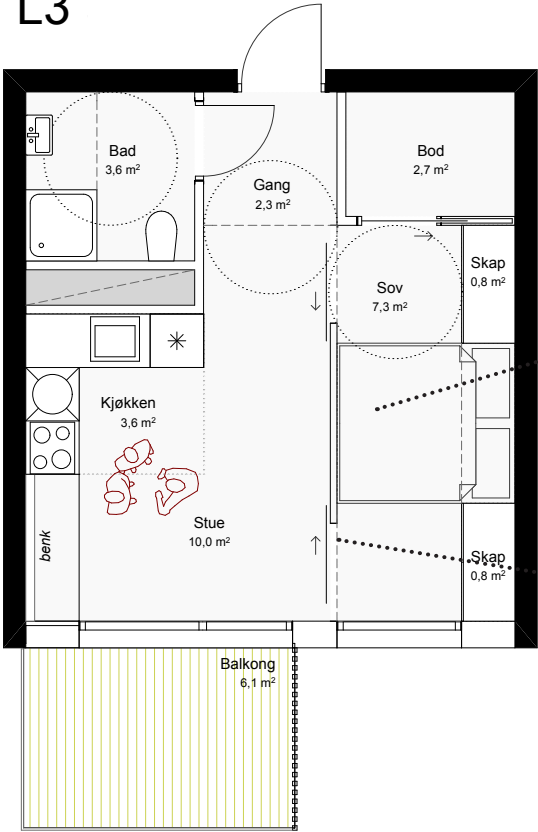 L3
Bad
3,6 m²
Bod
2,7 m²
Gang
2,3 m²
Skap
0,8 m²
Sov
7,3 m²
Kjøkken
3,6 m²
Stue
10,0 m²
benk
Skap
0,8 m²
Balkong
6,1 m²